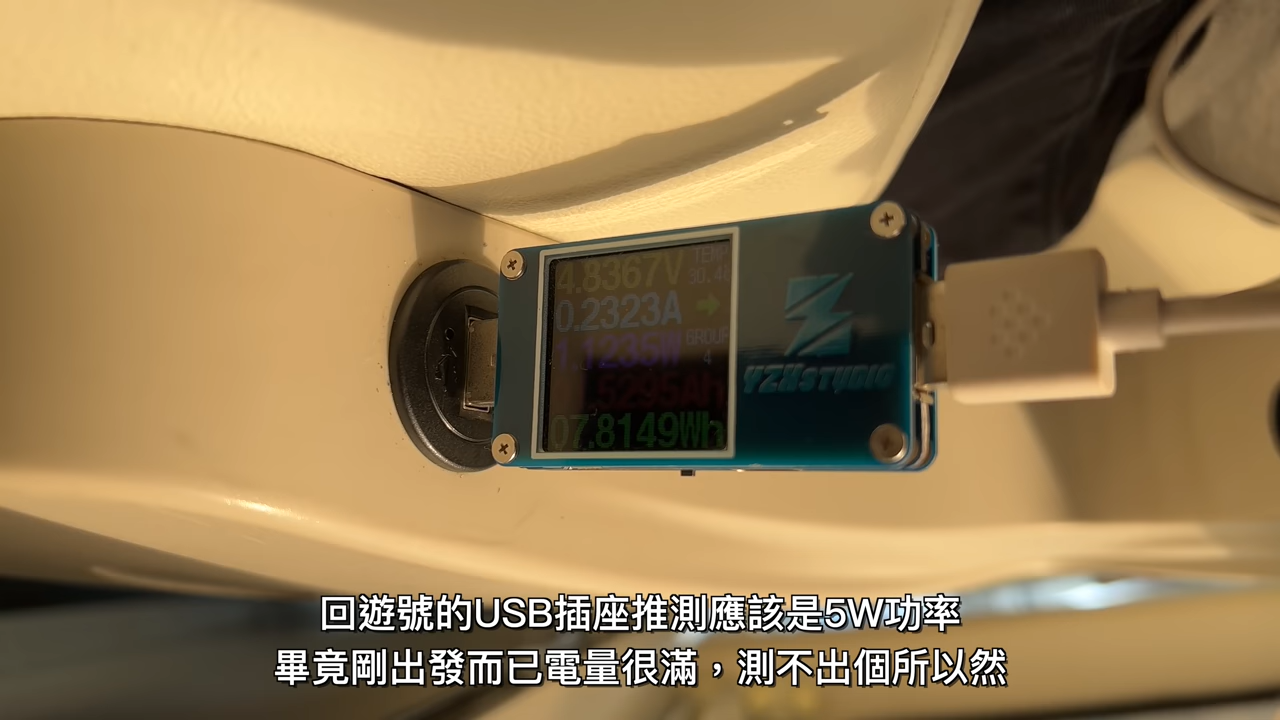 4.8367V
TEMP
30.48
0.2323A
1.1235W
GROUP
4
.5295Ah
07.8149Wh
YZXSTUDIO
回遊號的USB插座推測應該是5W功率
畢竟剛出發而已電量很滿，測不出個所以然